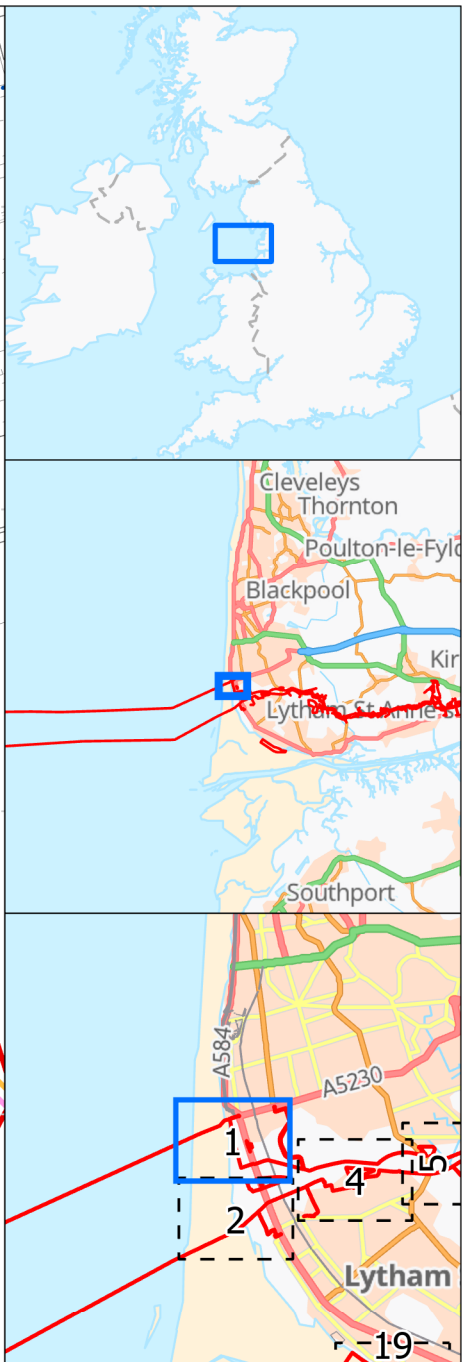 Cleveleys
Thornton
Poulton-le-Fyld
Blackpool
Kir
Lytham St Anne's
Southport
A584
A5230
1
5
4
2
Lytham
19